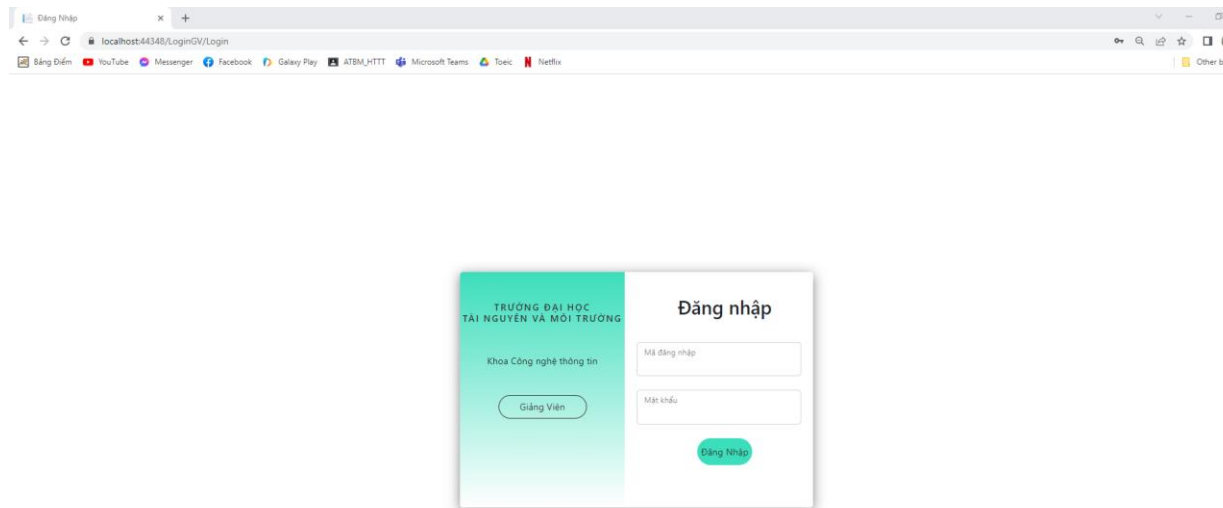 Đăng Nhập
localhost:44348/LoginGV/Login
Bảng Điểm YouTube Messenger Facebook Galaxy Play ATBM_HTTT Microsoft Teams Toeic Netflix
Other b
TRƯỜNG ĐẠI HỌC
TÀI NGUYÊN VÀ MÔI TRƯỜNG
Khoa Công nghệ thông tin
Giảng Viên
Đăng nhập
Mã đăng nhập
Mật khẩu
Đăng Nhập